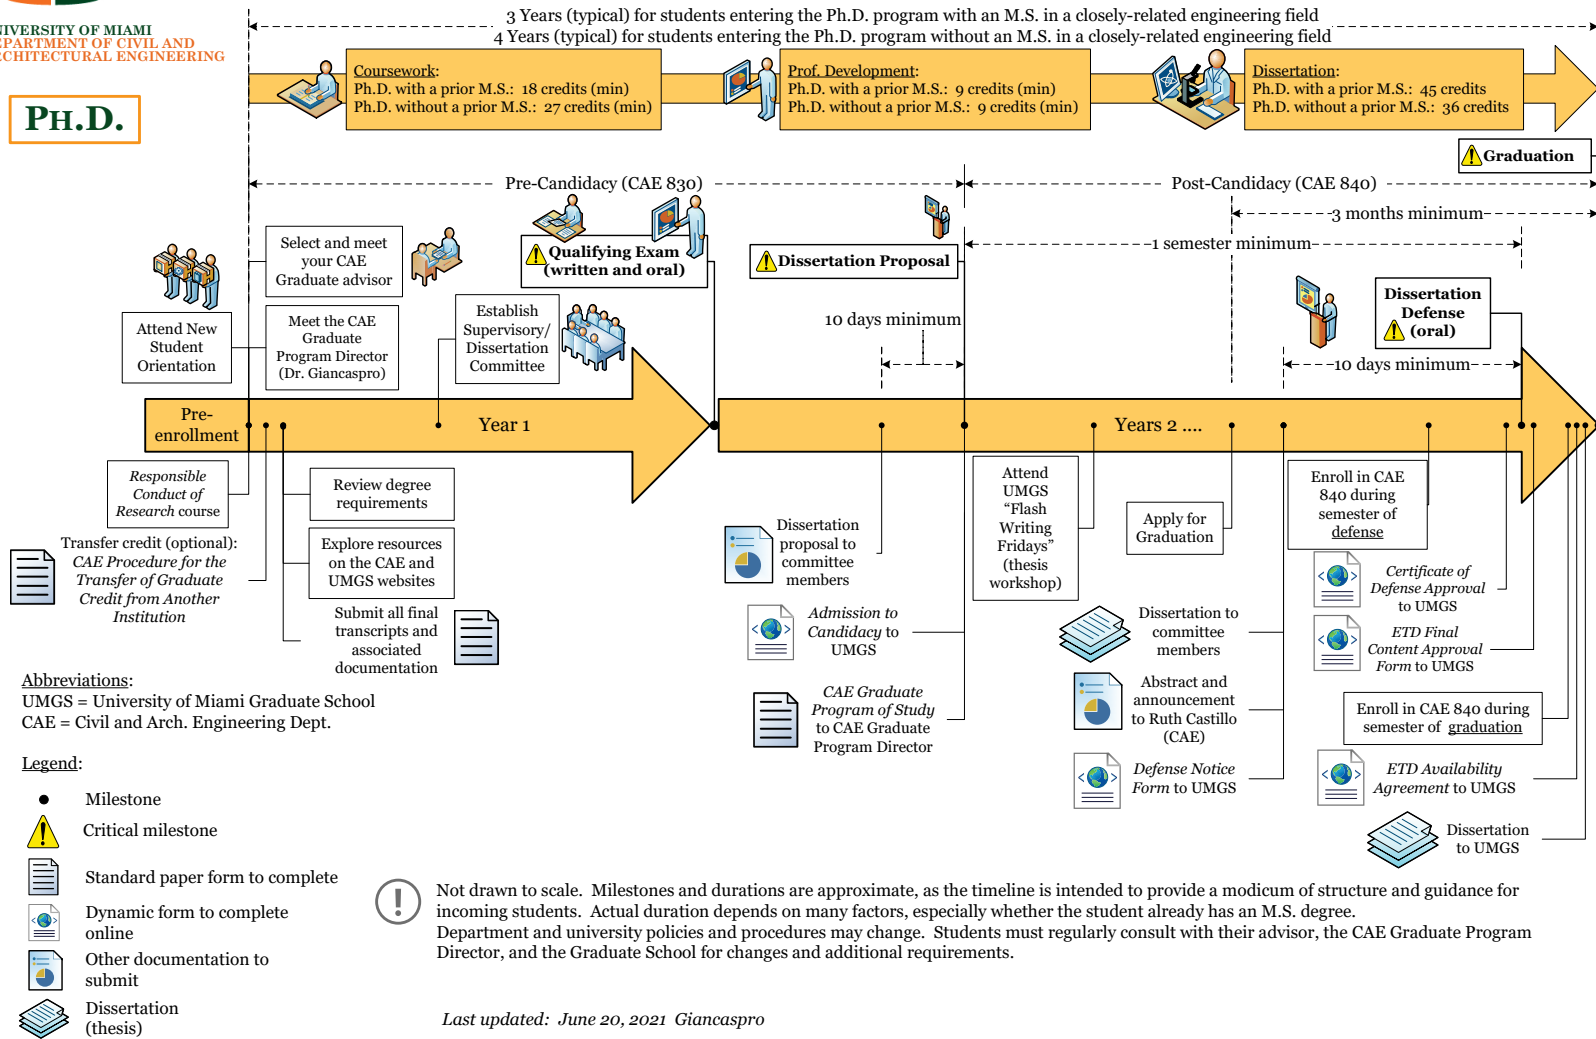 NIVERSITY OF MIAMI
EPARTMENT OF CIVIL AND
RCHITECTURAL ENGINEERING
PH.D.
3 Years (typical) for students entering the Ph.D. program with an M.S. in a closely-related engineering field
4 Years (typical) for students entering the Ph.D. program without an M.S. in a closely-related engineering field
Coursework:
Ph.D. with a prior M.S.: 18 credits (min)
Ph.D. without a prior M.S.: 27 credits (min)
Prof. Development:
Ph.D. with a prior M.S.: 9 credits (min)
Ph.D. without a prior M.S.: 9 credits (min)
Dissertation:
Ph.D. with a prior M.S.: 45 credits
Ph.D. without a prior M.S.: 36 credits
Graduation
Pre-Candidacy (CAE 830)
Post-Candidacy (CAE 840)
3 months minimum
1 semester minimum
Attend New
Student
Orientation
Select and meet
your CAE
Graduate advisor
Meet the CAE
Graduate
Program Director
(Dr. Giancaspro)
Qualifying Exam
(written and oral)
Establish
Supervisory/
Dissertation
Committee
Dissertation Proposal
10 days minimum
Dissertation
Defense
(oral)
10 days minimum
Pre-
enrollment
Year 1
Years 2 ....
Responsible
Conduct of
Research course
Transfer credit (optional):
CAE Procedure for the
Transfer of Graduate
Credit from Another
Institution
Review degree
requirements
Explore resources
on the CAE and
UMGS websites
Submit all final
transcripts and
associated
documentation
Dissertation
proposal to
committee
members
Admission to
Candidacy to
UMGS
CAE Graduate
Program of Study
to CAE Graduate
Program Director
Attend
UMGS
“Flash
Writing
Fridays”
(thesis
workshop)
Apply for
Graduation
Dissertation to
committee
members
Abstract and
announcement
to Ruth Castillo
(CAE)
Defense Notice
Form to UMGS
Enroll in CAE
840 during
semester of
defense
Certificate of
Defense Approval
to UMGS
ETD Final
Content Approval
Form to UMGS
Enroll in CAE 840 during
semester of graduation
ETD Availability
Agreement to UMGS
Dissertation
to UMGS
Abbreviations:
UMGS = University of Miami Graduate School
CAE = Civil and Arch. Engineering Dept.
Legend:
Milestone
Critical milestone
Standard paper form to complete
Dynamic form to complete
online
Other documentation to
submit
Dissertation
(thesis)
Not drawn to scale. Milestones and durations are approximate, as the timeline is intended to provide a modicum of structure and guidance for
incoming students. Actual duration depends on many factors, especially whether the student already has an M.S. degree.
Department and university policies and procedures may change. Students must regularly consult with their advisor, the CAE Graduate Program
Director, and the Graduate School for changes and additional requirements.
Last updated: June 20, 2021 Giancaspro